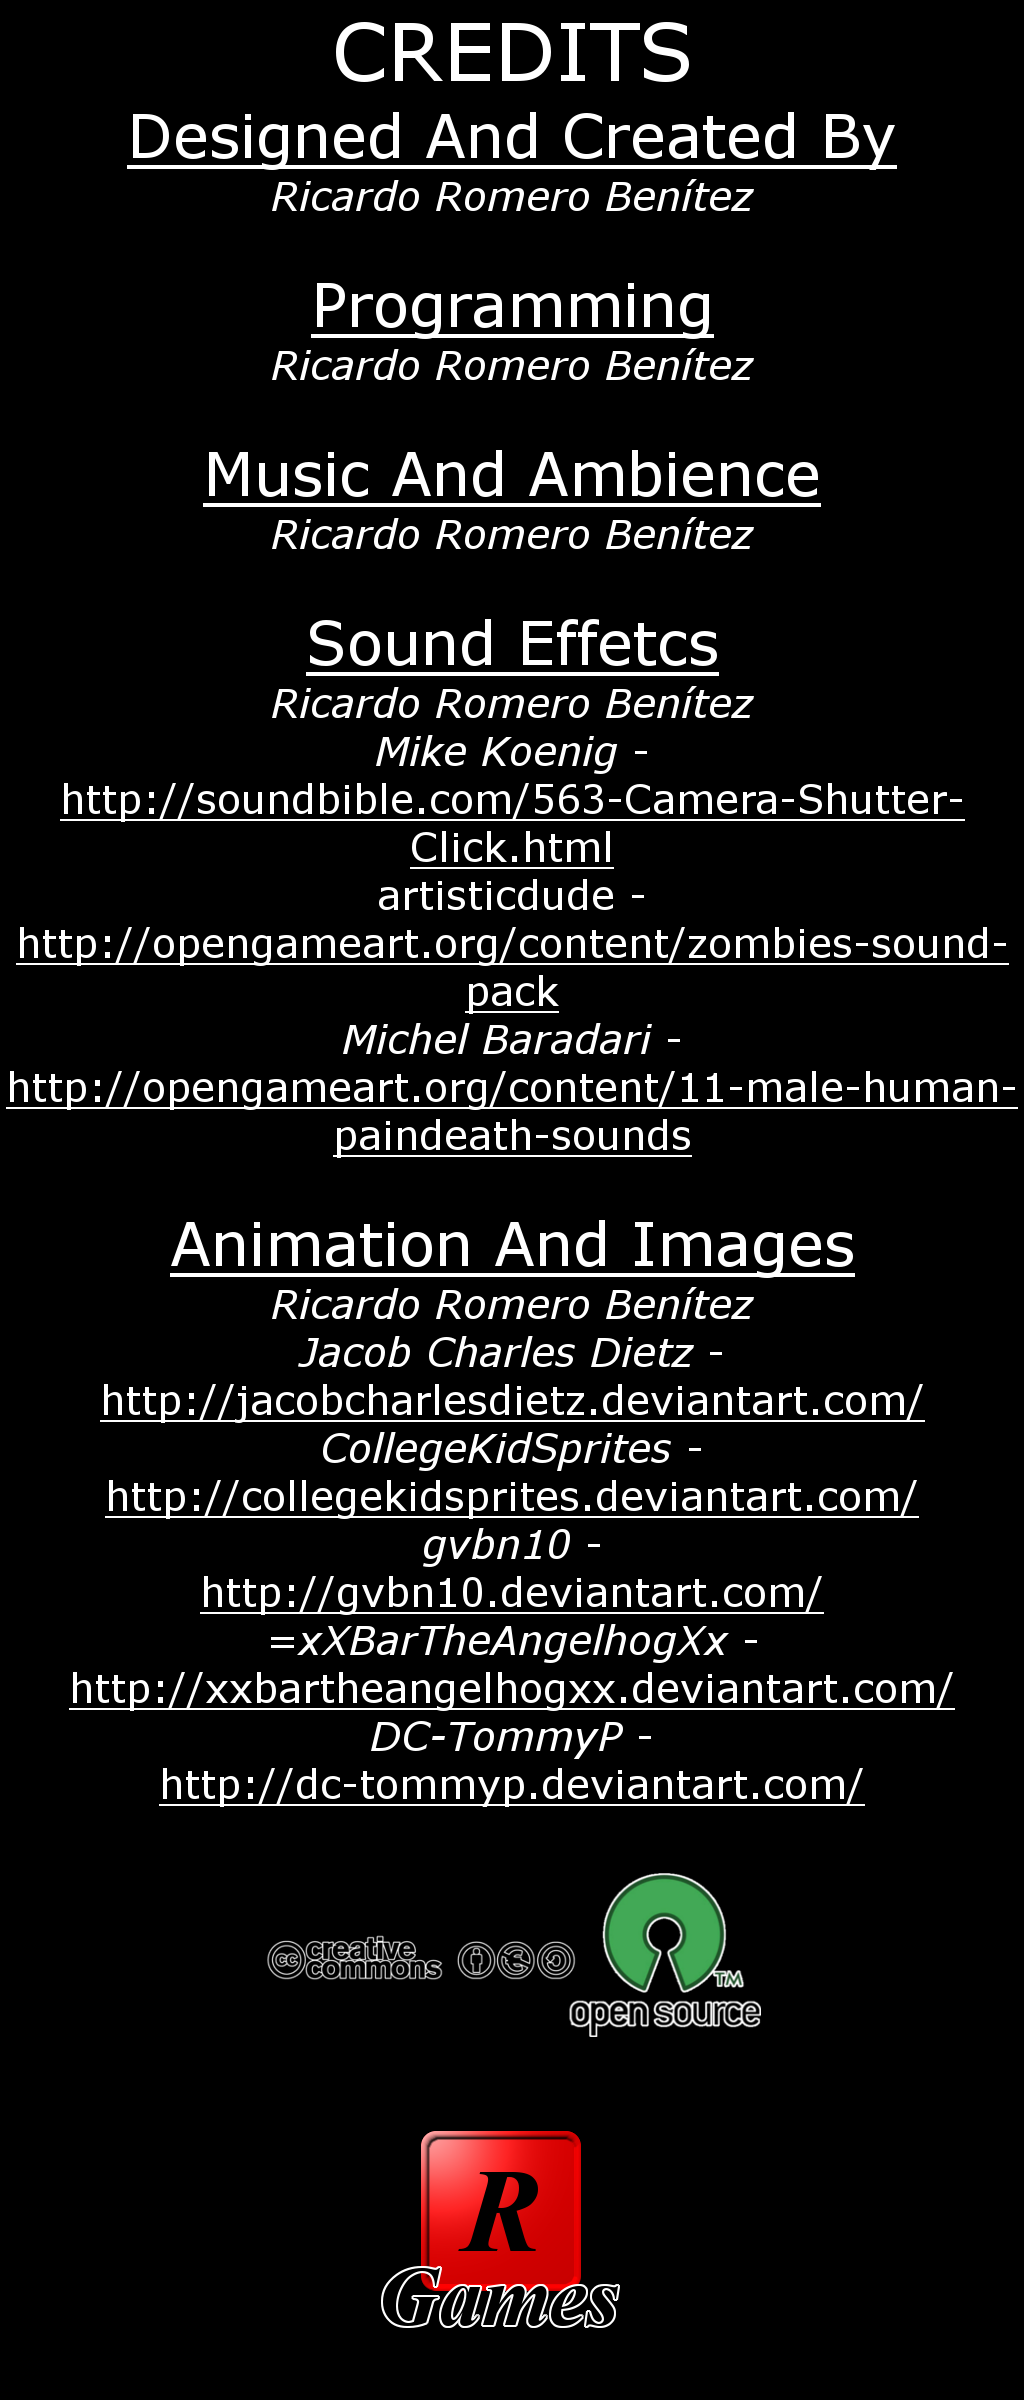 CREDITS
Designed And Created By
Ricardo Romero Benítez
Programming
Ricardo Romero Benítez
Music And Ambience
Ricardo Romero Benítez
Sound Effetcs
Ricardo Romero Benítez
Mike Koenig -
http://soundbible.com/563-Camera-Shutter-
Click.html
artisticdude -
http://opengameart.org/content/zombies-sound-
pack
Michel Baradari -
http://opengameart.org/content/11-male-human-
paindeath-sounds
Animation And Images
Ricardo Romero Benítez
Jacob Charles Dietz -
http://jacobcharlesdietz.deviantart.com/
CollegeKidSprites -
http://collegekidsprites.deviantart.com/
gvbn10 -
http://gvbn10.deviantart.com/
=xXBarTheAngelhogXx -
http://xxbartheangelhogxx.deviantart.com/
DC-TommyP -
http://dc-tommyp.deviantart.com/
cc creative
commons
TM
open source
R
Games